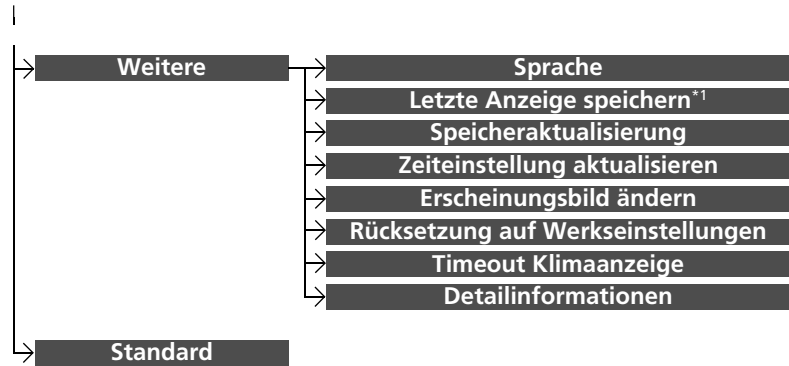 Weitere
Sprache
Letzte Anzeige speichern*1
Speicheraktualisierung
Zeiteinstellung aktualisieren
Erscheinungsbild ändern
Rücksetzung auf Werkseinstellungen
Timeout Klimaanzeige
Detailinformationen
Standard